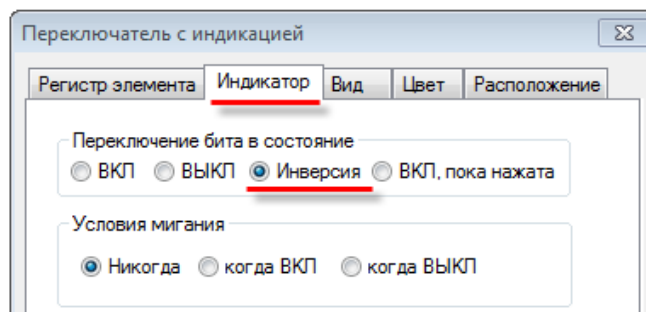 Переключатель с индикацией
Регистр элемента Индикатор Вид Цвет Расположение
Переключение бита в состояние
ВКЛ ВЫКЛ Инверсия ВКЛ, пока нажата
Условия мигания
Никогда когда ВКЛ когда ВЫКЛ